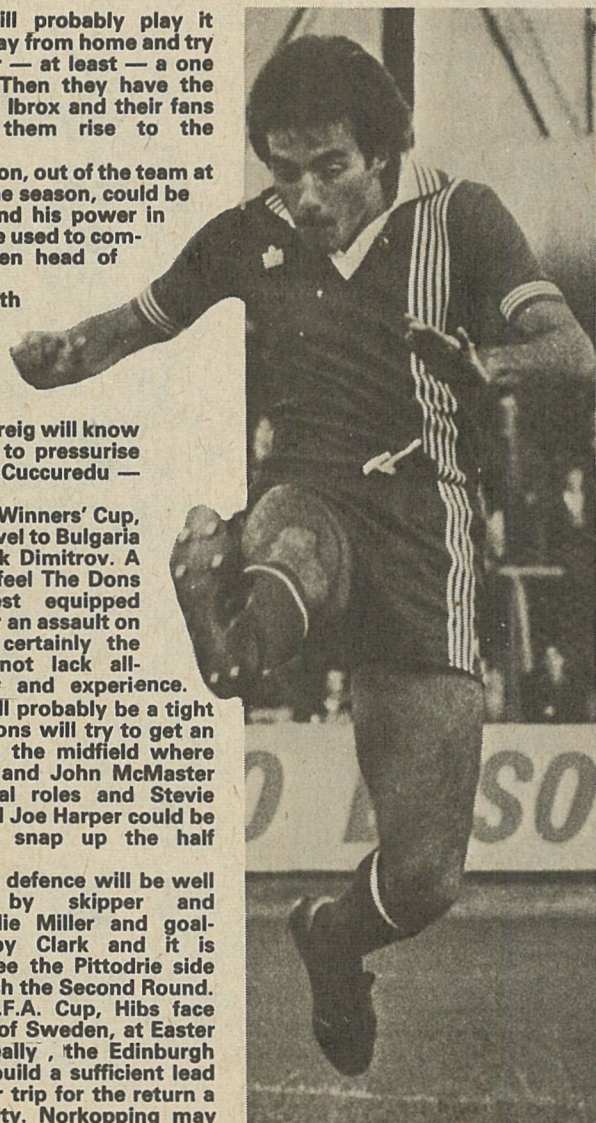 ill probably play it
ay from home and try
— at least — a one
Then they have the
Ibrox and their fans
them rise to the
on, out of the team at
e season, could be
nd his power in
e used to com-
en head of
th
reig will know
to pressurise
Cuccuredu —
Winners' Cup,
vel to Bulgaria
k Dimitrov. A
feel The Dons
est equipped
an assault on
certainly the
not lack all-
and experience.
ll probably be a tight
ons will try to get an
the midfield where
and John McMaster
al roles and Stevie
Joe Harper could be
snap up the half
defence will be well
by skipper and
lie Miller and goal-
by Clark and it is
ee the Pittodrie side
h the Second Round.
.F.A. Cup, Hibs face
of Sweden, at Easter
eally , the Edinburgh
build a sufficient lead
r trip for the return a
ty. Norkopping may
SO